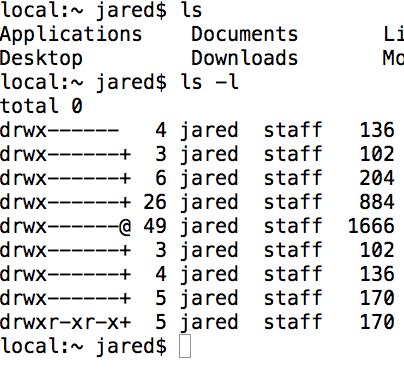 local:~ jared$ ls
Applications    Documents       Li
Desktop         Downloads       Mo
local:~ jared$ ls -l
total 0
drwx------   4 jared  staff   136
drwx------+  3 jared  staff   102
drwx------+  6 jared  staff   204
drwx------+ 26 jared  staff   884
drwx------@ 49 jared  staff  1666
drwx------+  3 jared  staff   102
drwx------+  4 jared  staff   136
drwx------+  5 jared  staff   170
drwxr-xr-x+  5 jared  staff   170
local:~ jared$